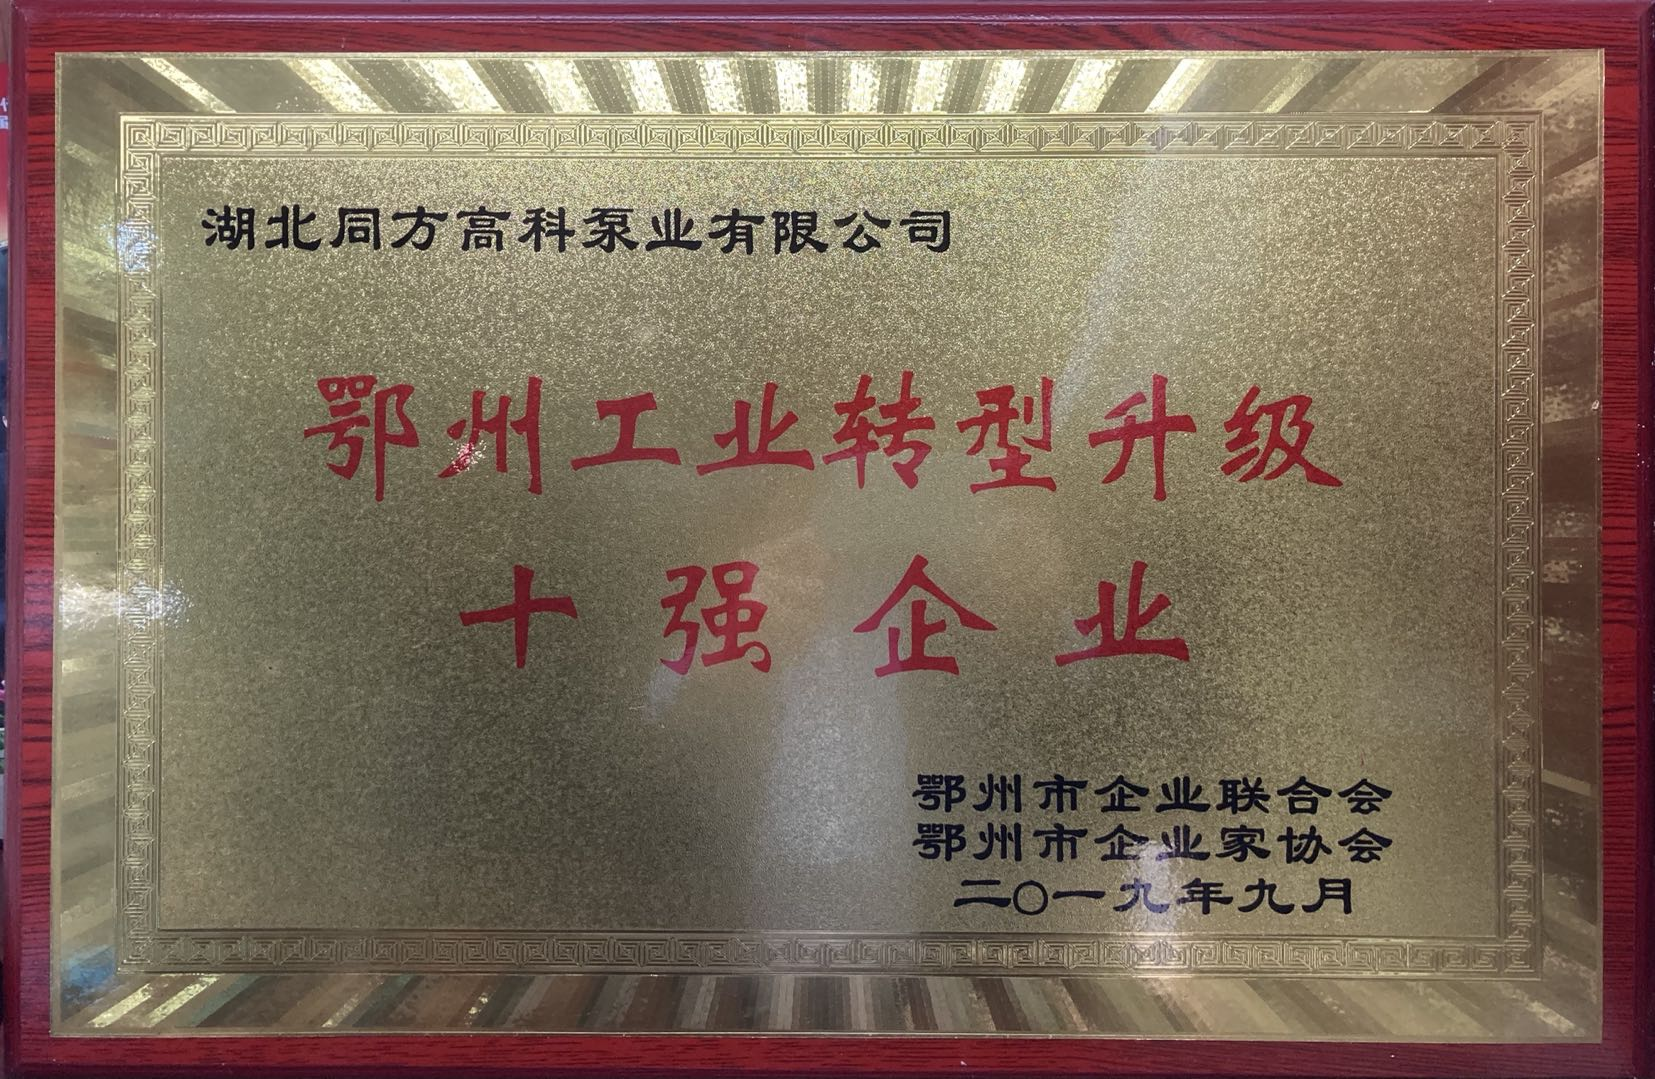 湖北同方高科泵业有限公司
鄂州工业转型升级
十强企业
鄂州市企业联合会
鄂州市企业家协会
二〇一九年九月